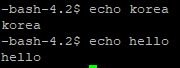 -bash-4.2$ echo korea
korea
-bash-4.2$ echo hello
hello